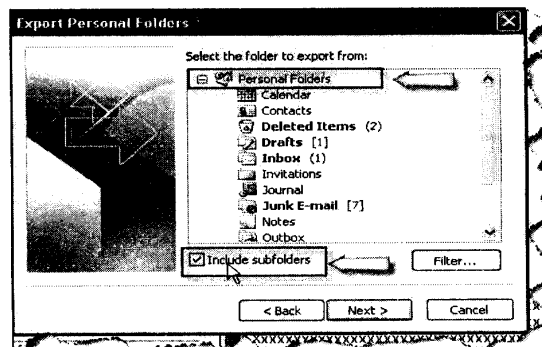 Export Personal Folders
Select the folder to export from:
Personal Folders
Calendar
Contacts
Deleted Items (2)
Drafts [1]
Inbox (1)
Invitations
Journal
Junk E-mail [7]
Notes
Outbox
Include subfolders
Filter...
< Back
Next >
Cancel